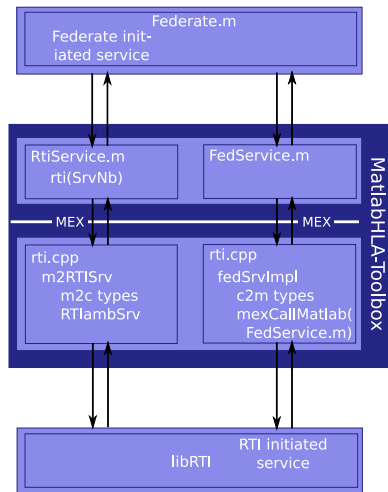 Federate.m
Federate init-
iated service
RtiService.m
rti(SrvNb)
FedService.m
MatlabHLA-Toolbox
MEX
MEX
rti.cpp
m2RTISrv
m2c types
RTIambSrv
rti.cpp
fedSrvImpl
c2m types
mexCallMatlab(
FedService.m)
libRTI
RTI initiated
service